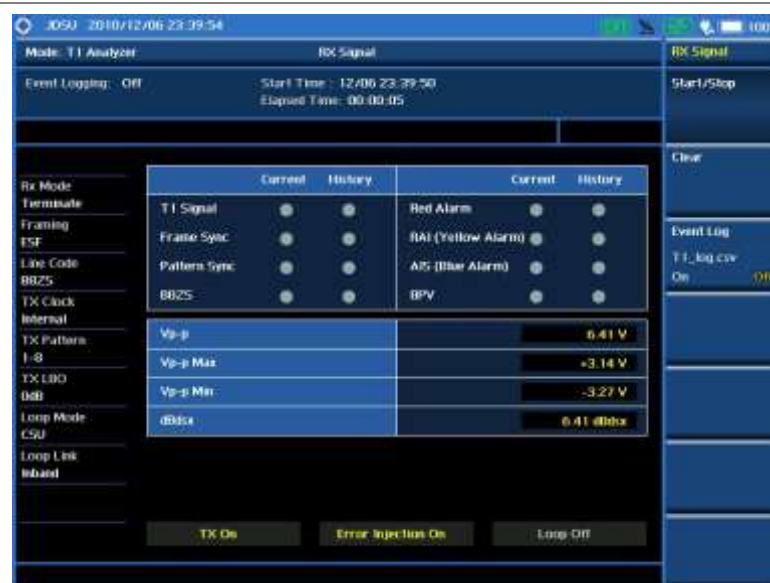 JDSU 2010/12/06 23:39:54
100
Mode: T1 Analyzer
RX Signal
RX Signal
Event Logging: Off
Start Time : 12/06 23:39:50
Elapsed Time: 00:00:05
Start/Stop
Clear
Event Log
T1_log.csv
On Off
Rx Mode
Terminate
Framing
ESF
Line Code
B8ZS
TX Clock
Internal
TX Pattern
1-8
TX LBO
0dB
Loop Mode
CSU
Loop Link
Inband
Current History Current History
T1 Signal Red Alarm
Frame Sync RAI (Yellow Alarm)
Pattern Sync AIS (Blue Alarm)
B8ZS BPV
Vp-p 6.41 V
Vp-p Max +3.14 V
Vp-p Min -3.27 V
dBdsx 6.41 dBdsx
TX On Error Injection On Loop-Off